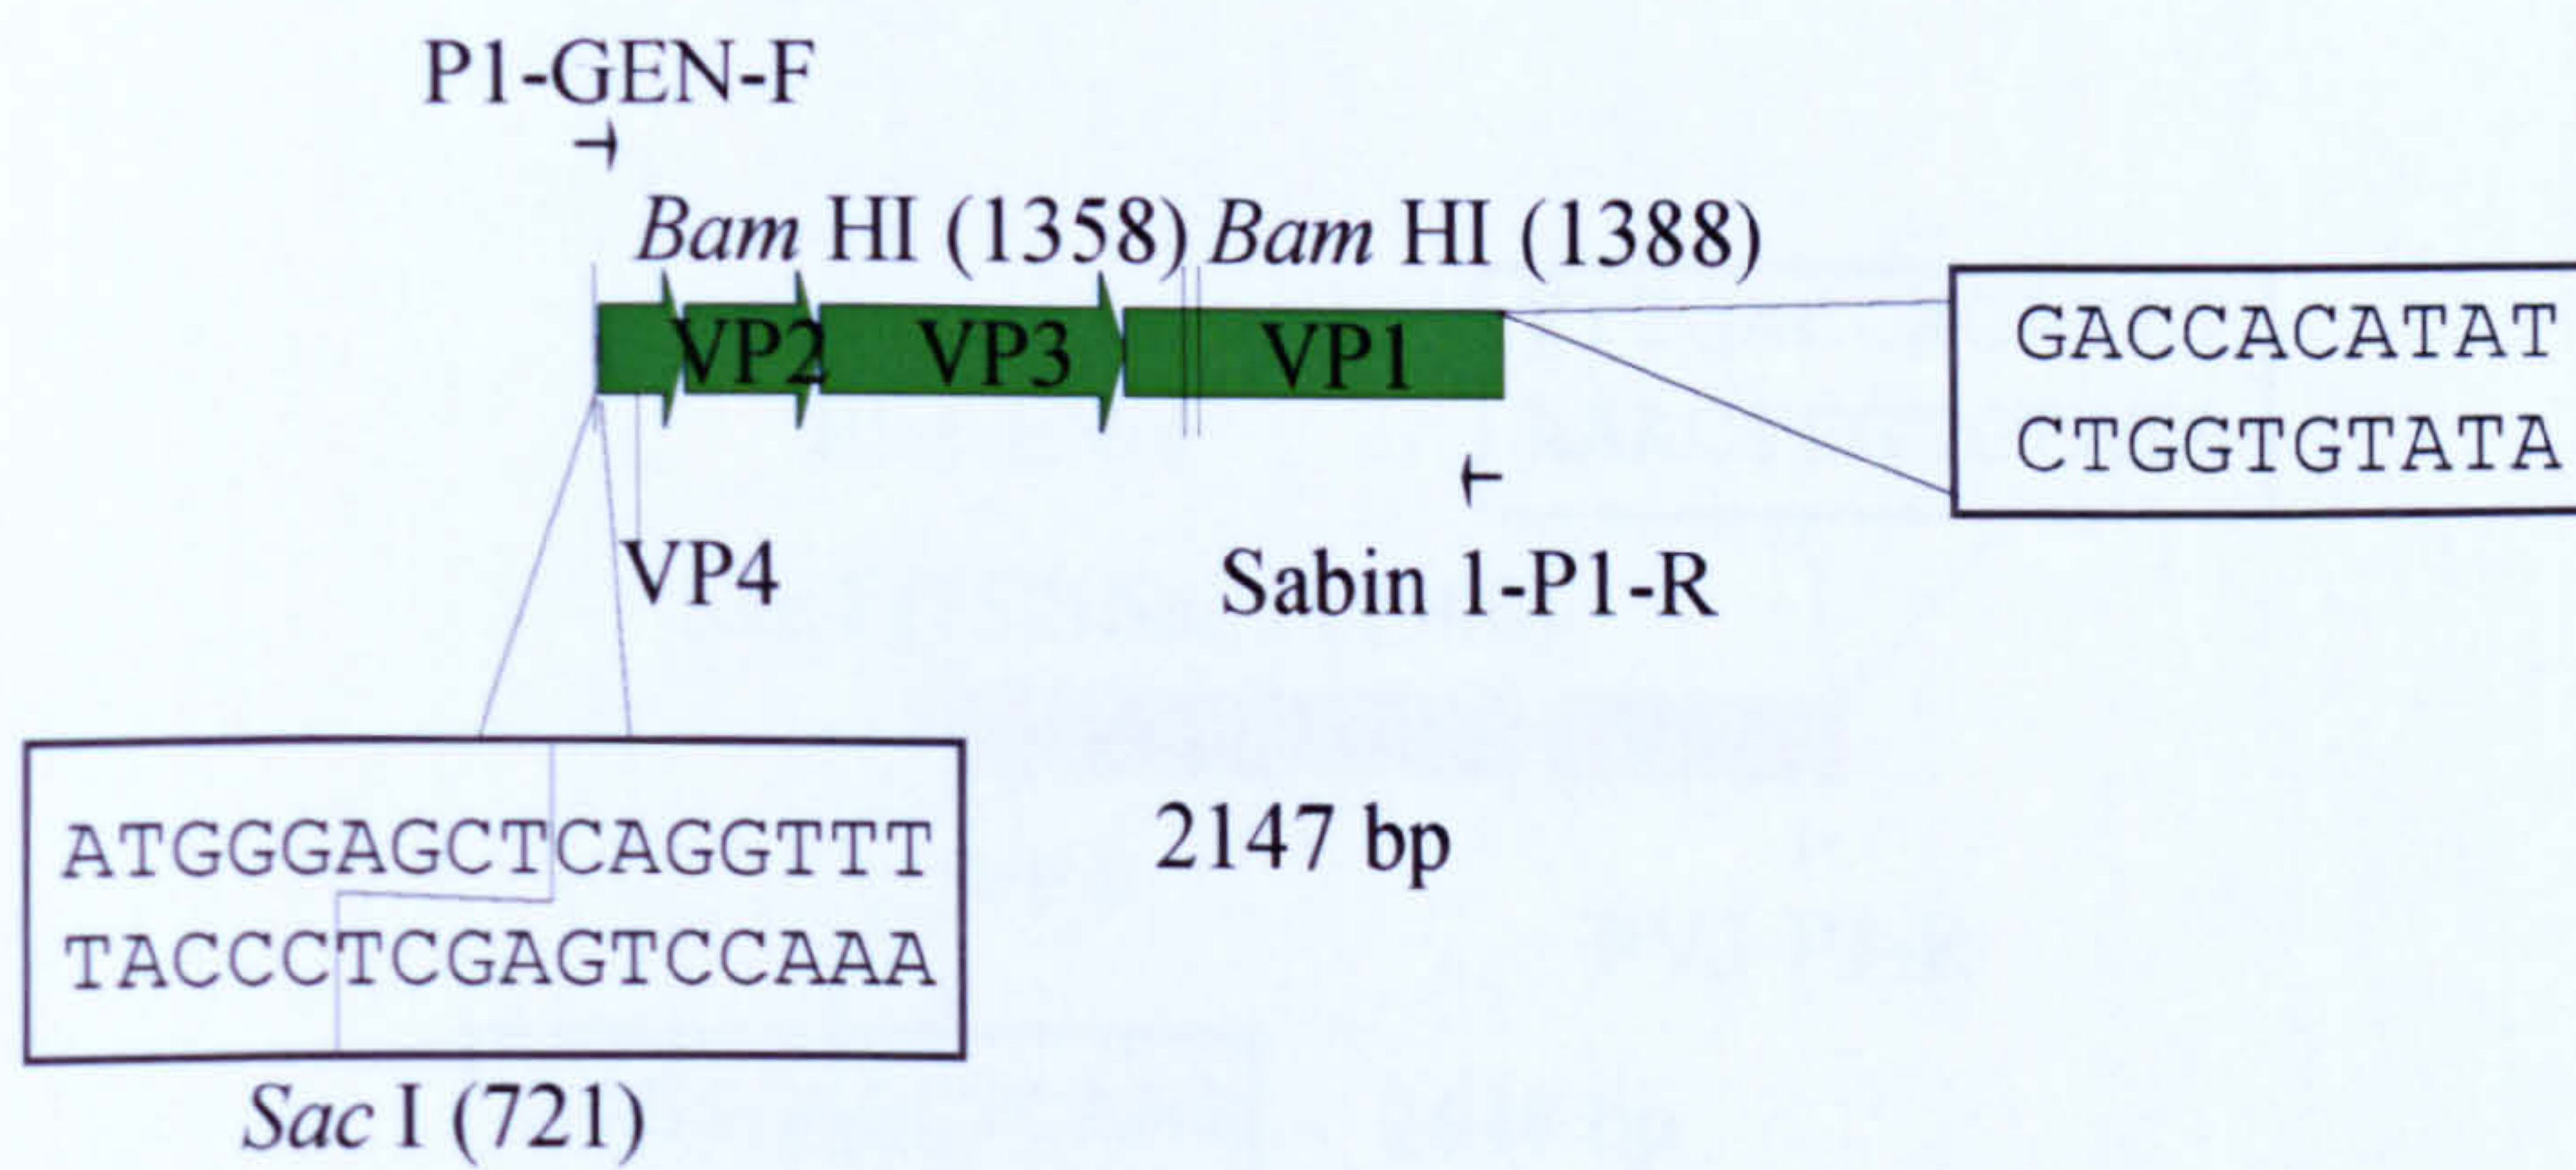 P1-GEN-F
Bam HI (1358) Bam HI (1388)
VP2 VP3 VP1
GACCACATAT
CTGGTGTATA
VP4
Sabin 1-P1-R
ATGGGAGCTCAGGTTT
TACCCTCGAGTCCAAA
2147 bp
Sac I (721)